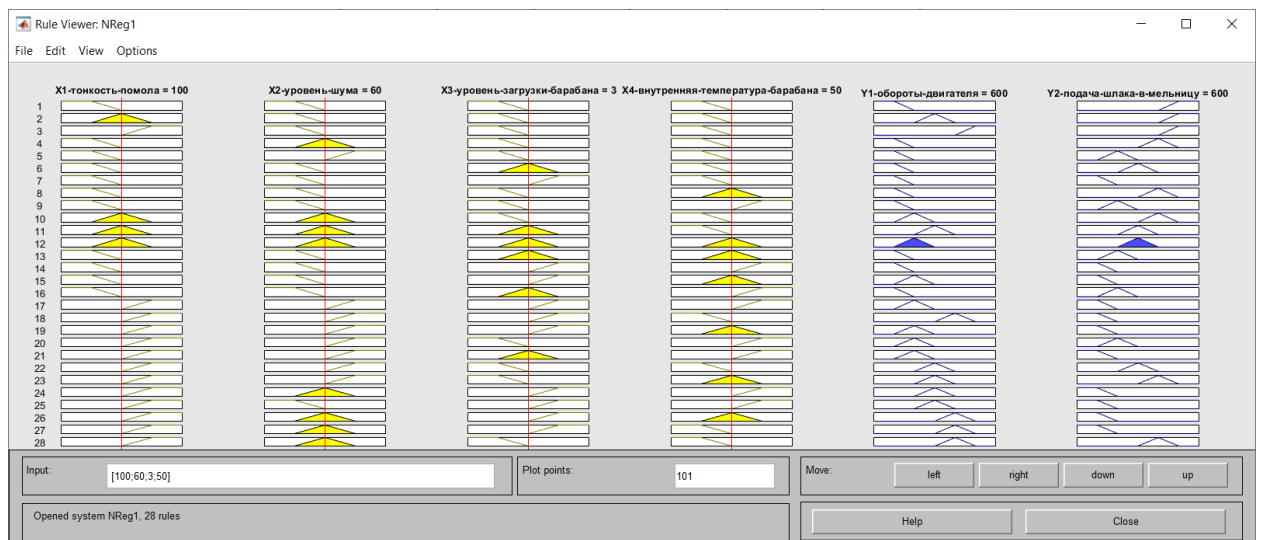 Rule Viewer: NReg1
File Edit View Options
X1-тонкость-помола = 100
X2-уровень-шума = 60
X3-уровень-загрузки-барабана = 3
X4-внутренняя-температура-барабана = 50
Y1-обороты-двигателя = 600
Y2-подача-шлака-в-мельницу = 600
1
2
3
4
5
6
7
8
9
10
11
12
13
14
15
16
17
18
19
20
21
22
23
24
25
26
27
28
Input:
[100;60;3;50]
Plot points:
101
Move:
left
right
down
up
Opened system NReg1, 28 rules
Help
Close